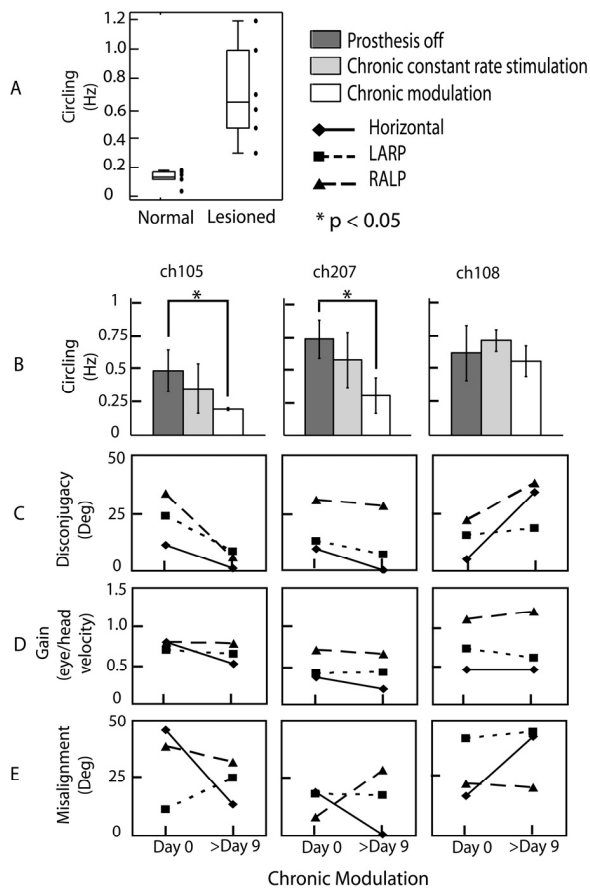 A
Circling
(Hz)
1.2
1.0
0.8
0.6
0.4
0.2
0
Normal
Lesioned
Prosthesis off
Chronic constant rate stimulation
Chronic modulation
Horizontal
LARP
RALP
* p < 0.05
ch105
ch207
ch108
B
Circling
(Hz)
1
0.75
0.5
0.25
0
*
*
C
Disconjugacy
(Deg)
50
25
0
D
Gain
(eye/head
velocity)
1.5
1.0
0.5
0
E
Misalignment
(Deg)
50
25
0
Day 0
>Day 9
Day 0
>Day 9
Day 0
>Day 9
Chronic Modulation